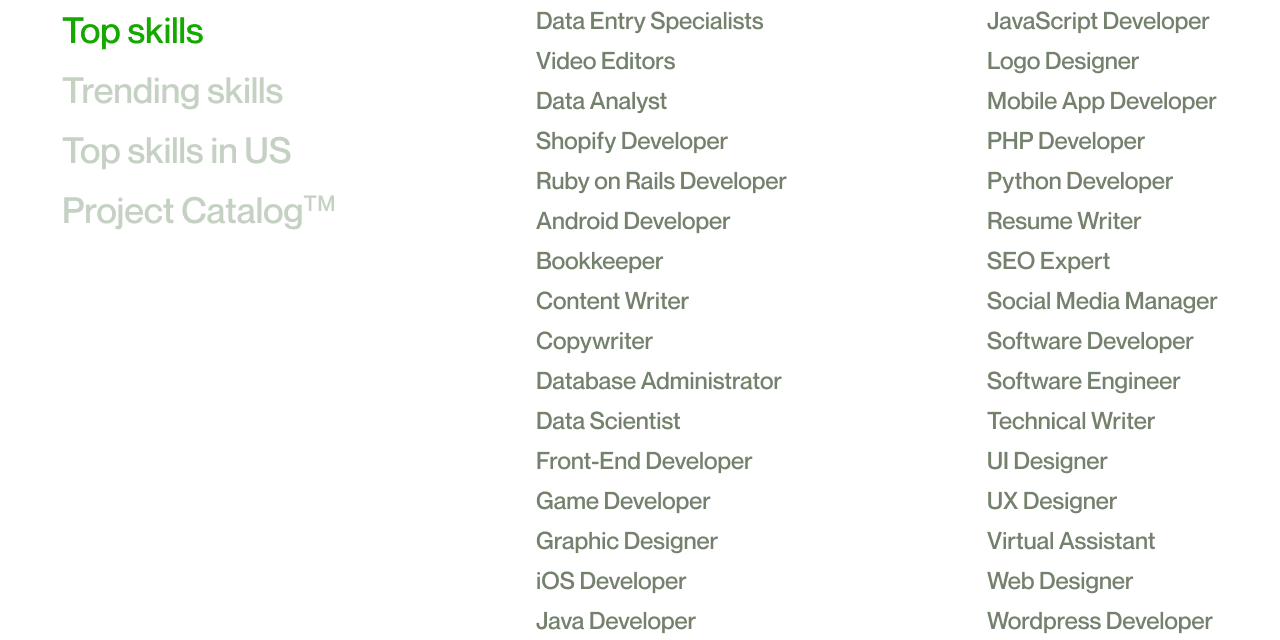 Top skills
Trending skills
Top skills in US
Project Catalog™
Data Entry Specialists
Video Editors
Data Analyst
Shopify Developer
Ruby on Rails Developer
Android Developer
Bookkeeper
Content Writer
Copywriter
Database Administrator
Data Scientist
Front-End Developer
Game Developer
Graphic Designer
iOS Developer
Java Developer
JavaScript Developer
Logo Designer
Mobile App Developer
PHP Developer
Python Developer
Resume Writer
SEO Expert
Social Media Manager
Software Developer
Software Engineer
Technical Writer
UI Designer
UX Designer
Virtual Assistant
Web Designer
Wordpress Developer